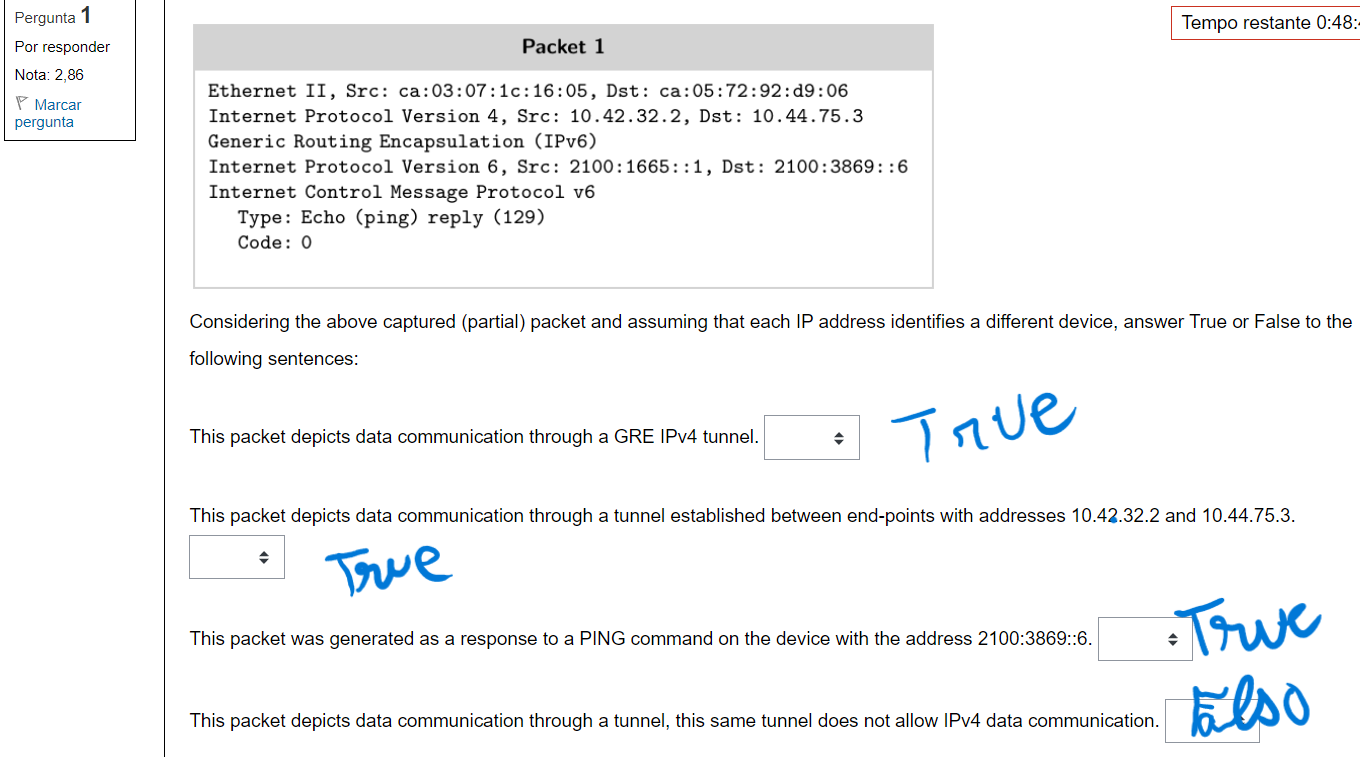 Pergunta 1
Por responder
Nota: 2,86
Marcar
pergunta
Tempo restante 0:48:
Packet 1
Ethernet II, Src: ca:03:07:1c:16:05, Dst: ca:05:72:92:d9:06
Internet Protocol Version 4, Src: 10.42.32.2, Dst: 10.44.75.3
Generic Routing Encapsulation (IPv6)
Internet Protocol Version 6, Src: 2100:1665::1, Dst: 2100:3869::6
Internet Control Message Protocol v6
Type: Echo (ping) reply (129)
Code: 0
Considering the above captured (partial) packet and assuming that each IP address identifies a different device, answer True or False to the
following sentences:
This packet depicts data communication through a GRE IPv4 tunnel. True
This packet depicts data communication through a tunnel established between end-points with addresses 10.42.32.2 and 10.44.75.3.
True
This packet was generated as a response to a PING command on the device with the address 2100:3869::6. True
This packet depicts data communication through a tunnel, this same tunnel does not allow IPv4 data communication. Falso